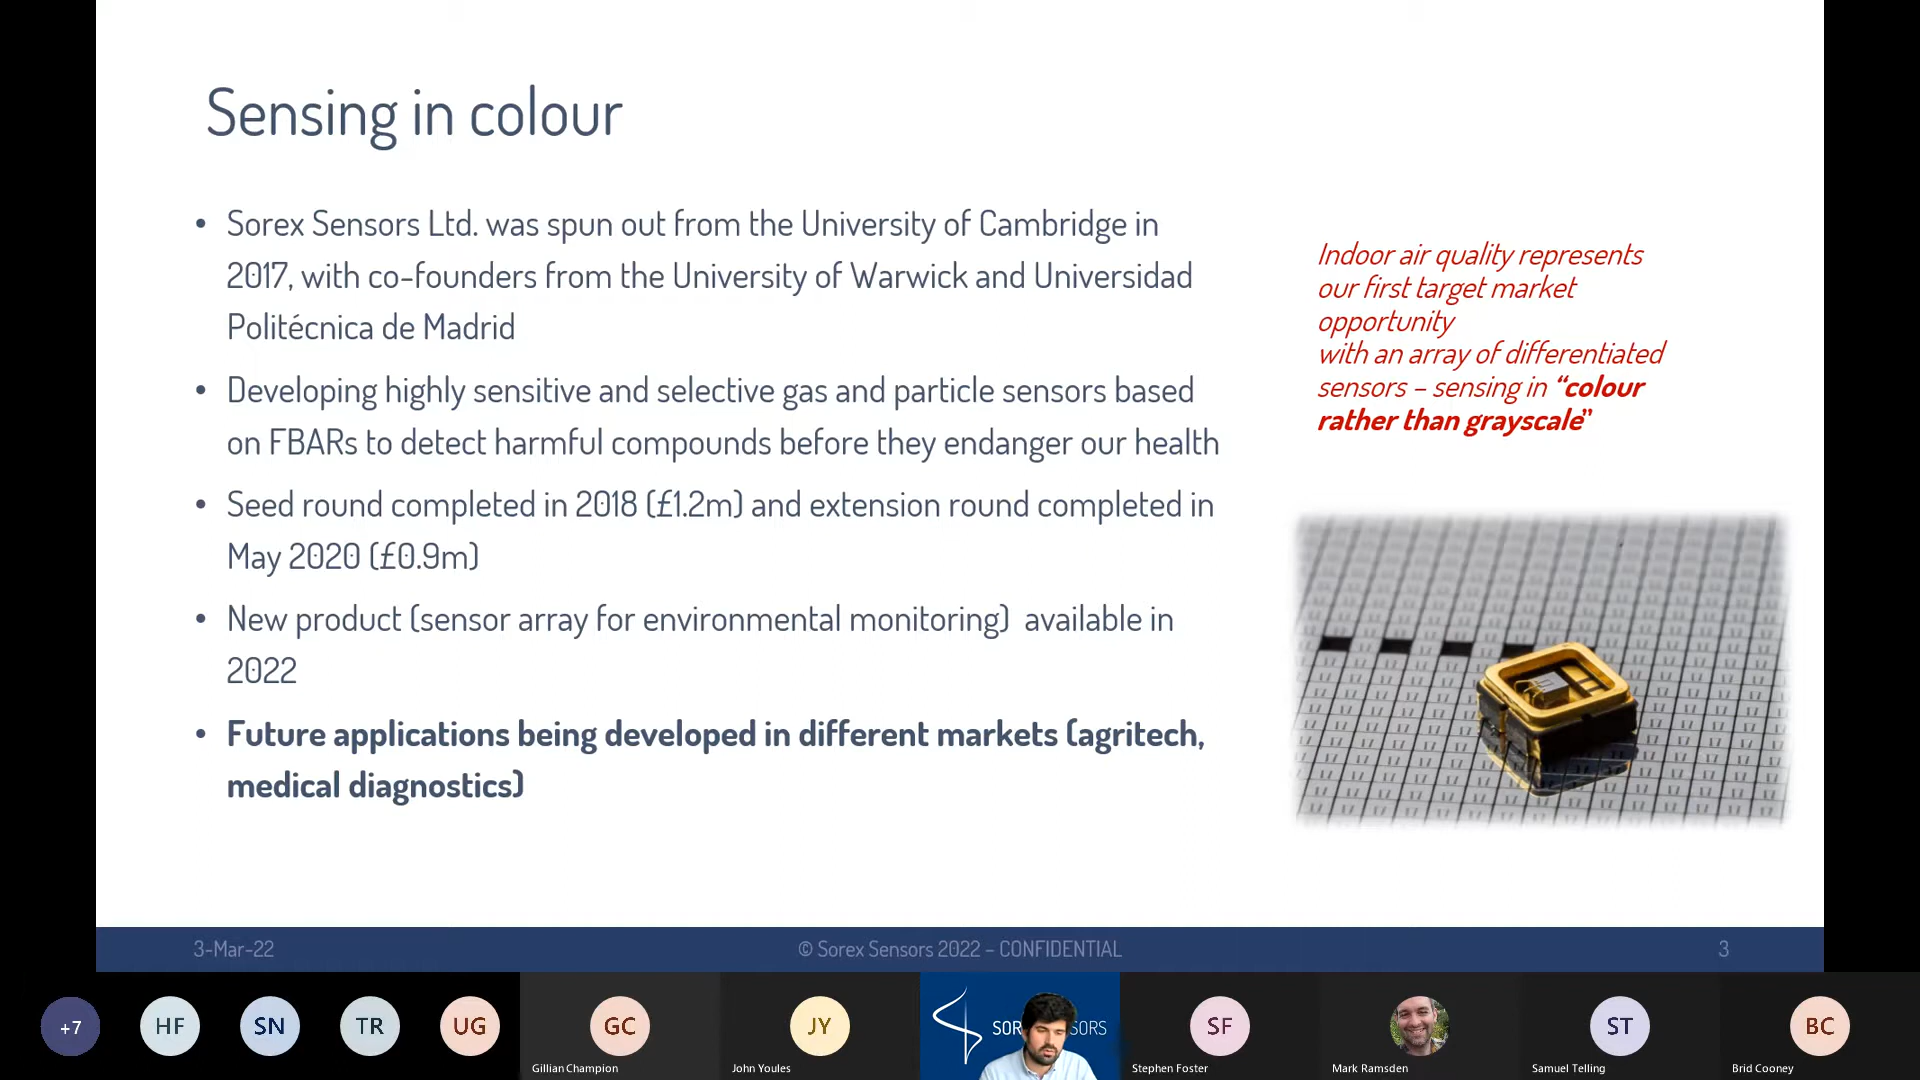 Sensing in colour
• Sorex Sensors Ltd. was spun out from the University of Cambridge in
2017, with co-founders from the University of Warwick and Universidad
Politécnica de Madrid
• Developing highly sensitive and selective gas and particle sensors based
on FBARs to detect harmful compounds before they endanger our health
• Seed round completed in 2018 (£1.2m) and extension round completed in
May 2020 (£0.9m)
• New product (sensor array for environmental monitoring) available in
2022
• Future applications being developed in different markets (agritech,
medical diagnostics)
Indoor air quality represents
our first target market
opportunity
with an array of differentiated
sensors – sensing in “colour
rather than grayscale”
3-Mar-22
© Sorex Sensors 2022 – CONFIDENTIAL
3
+7
HF
SN
TR
UG
GC
Gillian Champion
JY
John Youles
SOR SORS
SF
Stephen Foster
Mark Ramsden
ST
Samuel Telling
BC
Brid Cooney